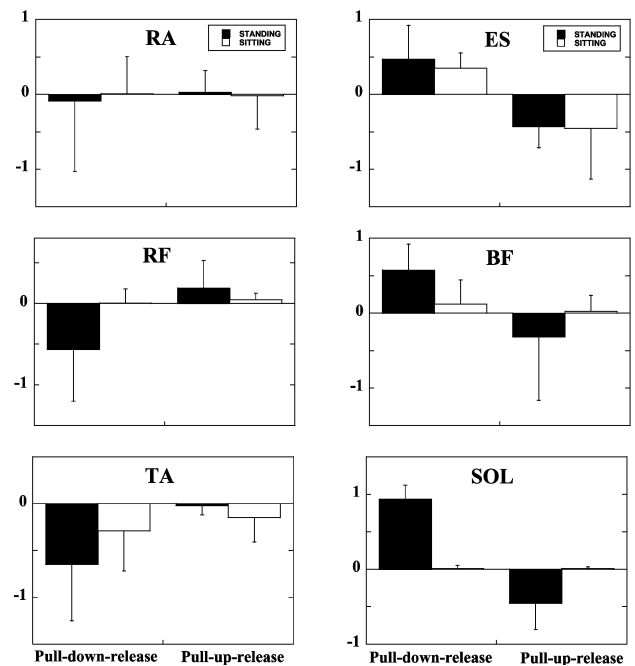 1
RA
STANDING
SITTING
0
-1
1
ES
STANDING
SITTING
0
-1
RF
0
-1
1
BF
0
-1
TA
0
-1
Pull-down-release Pull-up-release
SOL
1
0
-1
Pull-down-release Pull-up-release